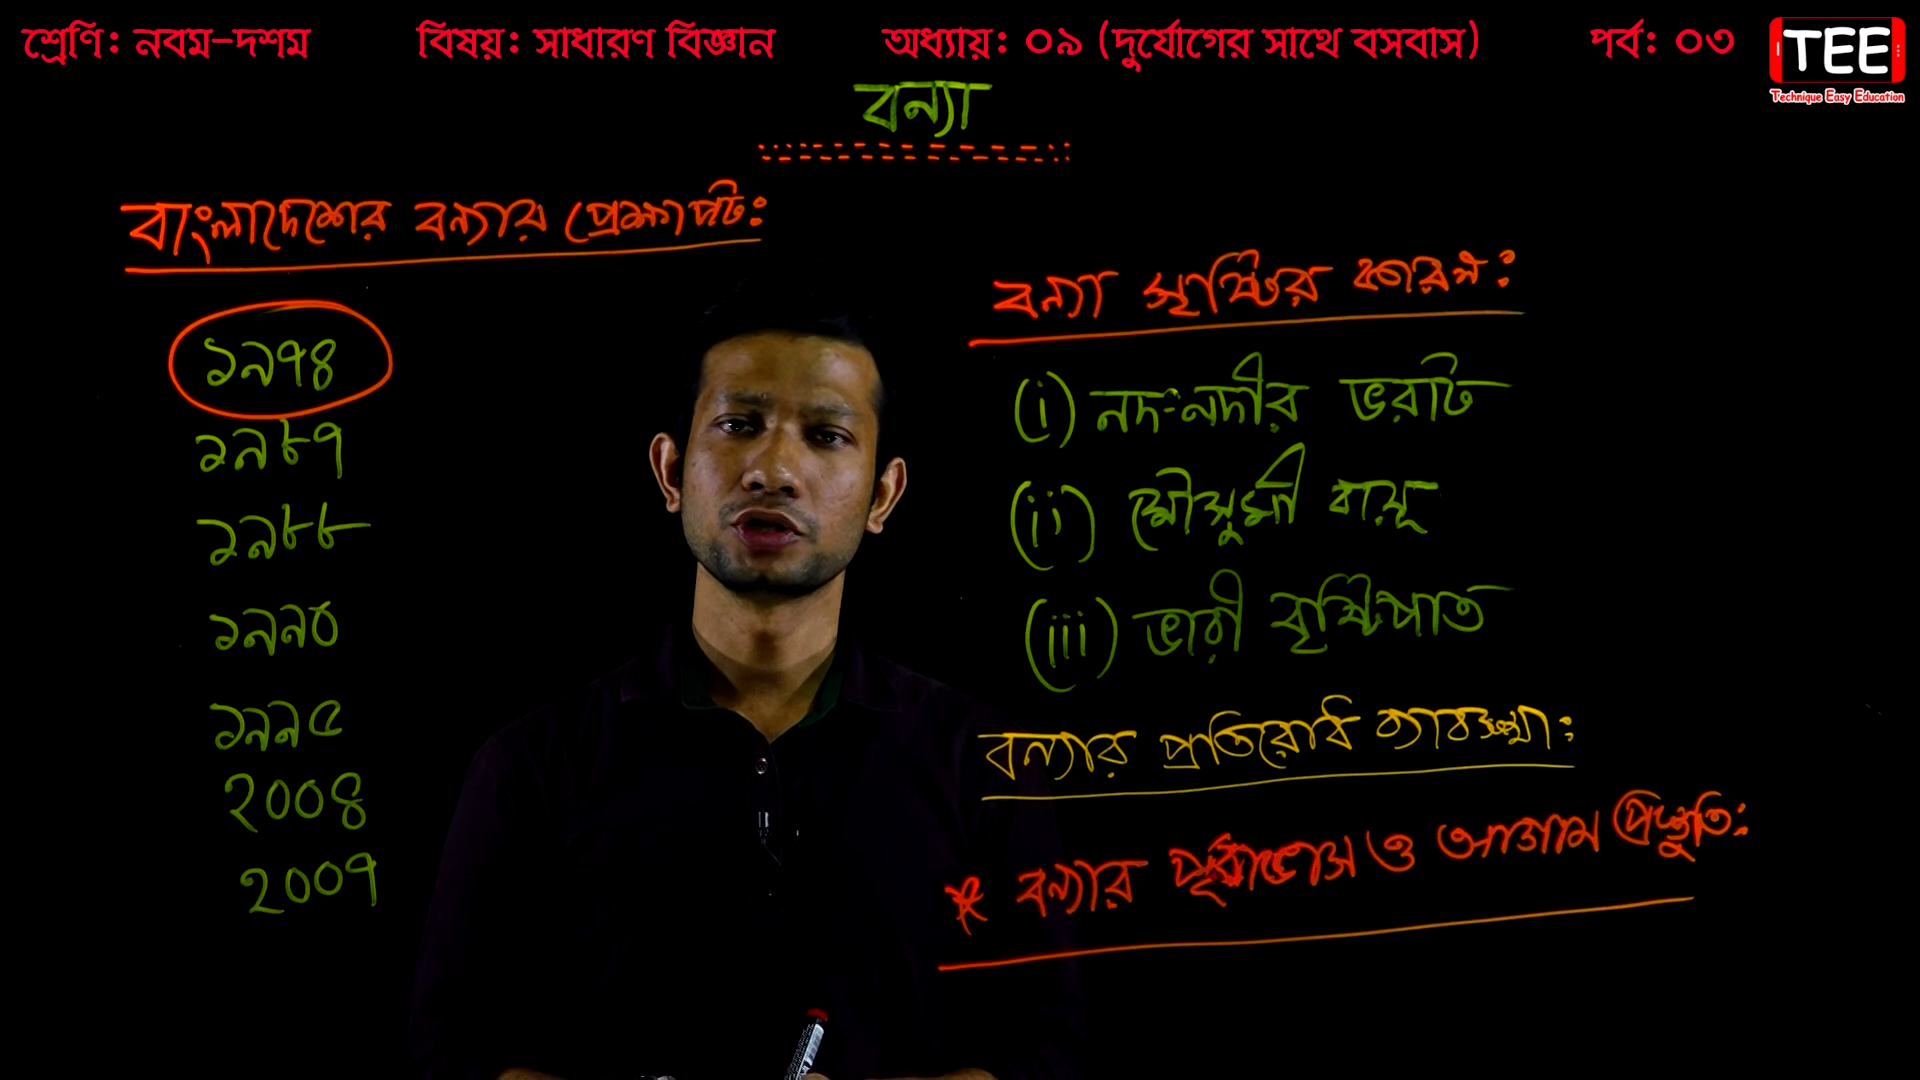 শ্রেণি: নবম-দশম
বিষয়: সাধারণ বিজ্ঞান
অধ্যায়: ০৯ (দুর্যোগের সাথে বসবাস)
পর্ব: ০৩
TEE
Technique Easy Education
বন্যা
বাংলাদেশের বন্যার প্রেক্ষাপট:
১৯৭৪
১৯৮৭
১৯৮৮
১৯৯০
১৯৯৫
২০০৪
২০০৭
বন্যা সৃষ্টির কারণ:
(i) নদ-নদীর ভরাট
(ii) মৌসুমী বায়ু
(iii) ভারী বৃষ্টিপাত
বন্যার প্রতিরোধ ব্যবস্থা:
* বন্যার পূর্বাভাস ও আগাম প্রস্তুতি: